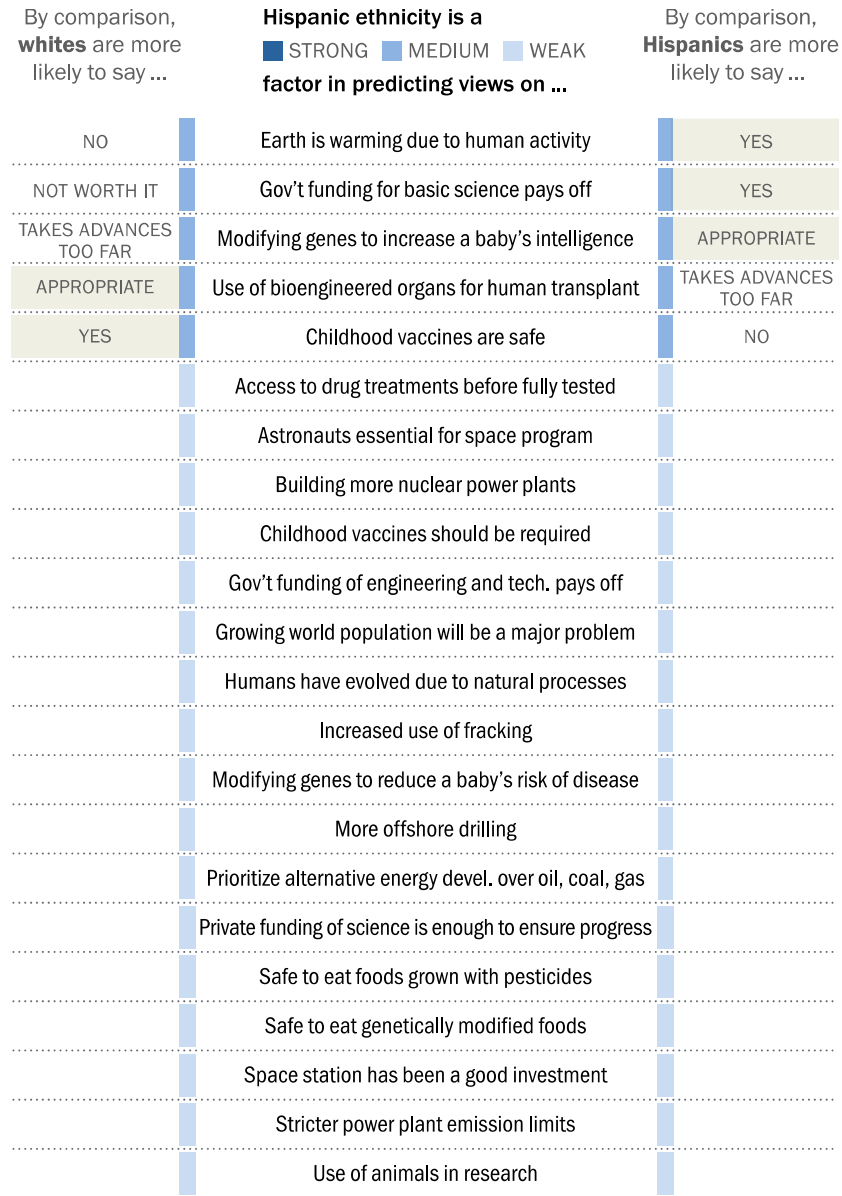 By comparison,
whites are more
likely to say ...
Hispanic ethnicity is a
STRONG MEDIUM WEAK
factor in predicting views on ...
By comparison,
Hispanics are more
likely to say ...
NO Earth is warming due to human activity YES
NOT WORTH IT Gov't funding for basic science pays off YES
TAKES ADVANCES
TOO FAR
Modifying genes to increase a baby's intelligence APPROPRIATE
APPROPRIATE Use of bioengineered organs for human transplant
TAKES ADVANCES
TOO FAR
YES Childhood vaccines are safe NO
Access to drug treatments before fully tested
Astronauts essential for space program
Building more nuclear power plants
Childhood vaccines should be required
Gov't funding of engineering and tech. pays off
Growing world population will be a major problem
Humans have evolved due to natural processes
Increased use of fracking
Modifying genes to reduce a baby's risk of disease
More offshore drilling
Prioritize alternative energy devel. over oil, coal, gas
Private funding of science is enough to ensure progress
Safe to eat foods grown with pesticides
Safe to eat genetically modified foods
Space station has been a good investment
Stricter power plant emission limits
Use of animals in research